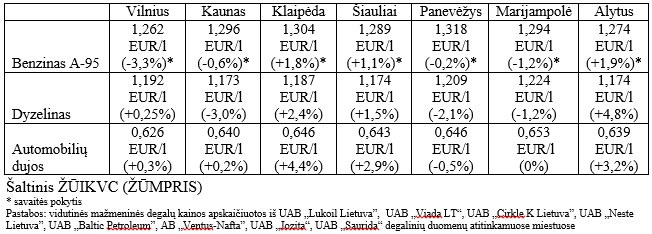 Vilnius Kaunas Klaipėda Šiauliai Panevėžys Marijampolė Alytus
1,262 1,296 1,304 1,289 1,318 1,294 1,274
EUR/l EUR/l EUR/l EUR/l EUR/l EUR/l EUR/l
Benzinas A-95 (-3,3%)* (-0,6%)* (+1,8%)* (+1,1%)* (-0,2%)* (-1,2%)* (+1,9%)*
1,192 1,173 1,187 1,174 1,209 1,224 1,174
EUR/l EUR/l EUR/l EUR/l EUR/l EUR/l EUR/l
Dyzelinas (+0,25%) (-3,0%) (+2,4%) (+1,5%) (-2,1%) (-1,2%) (+4,8%)
0,626 0,640 0,646 0,643 0,646 0,653 0,639
Automobilių EUR/l EUR/l EUR/l EUR/l EUR/l EUR/l EUR/l
dujos (+0,3%) (+0,2%) (+4,4%) (+2,9%) (-0,5%) (0%) (+3,2%)
Šaltinis ŽŪIKVC (ŽŪMPRIS)
* savaitės pokytis
Pastabos: vidutinės mažmeninės degalų kainos apskaičiuotos iš UAB „Lukoil Lietuva”, UAB „Viada LT“, UAB „Cirkle K Lietuva”, UAB „Neste
Lietuva”, UAB „Baltic Petroleum”, AB „Ventus-Nafta”, UAB „Jozita“, UAB „Saurida“ degalinių duomenų atitinkamuose miestuose